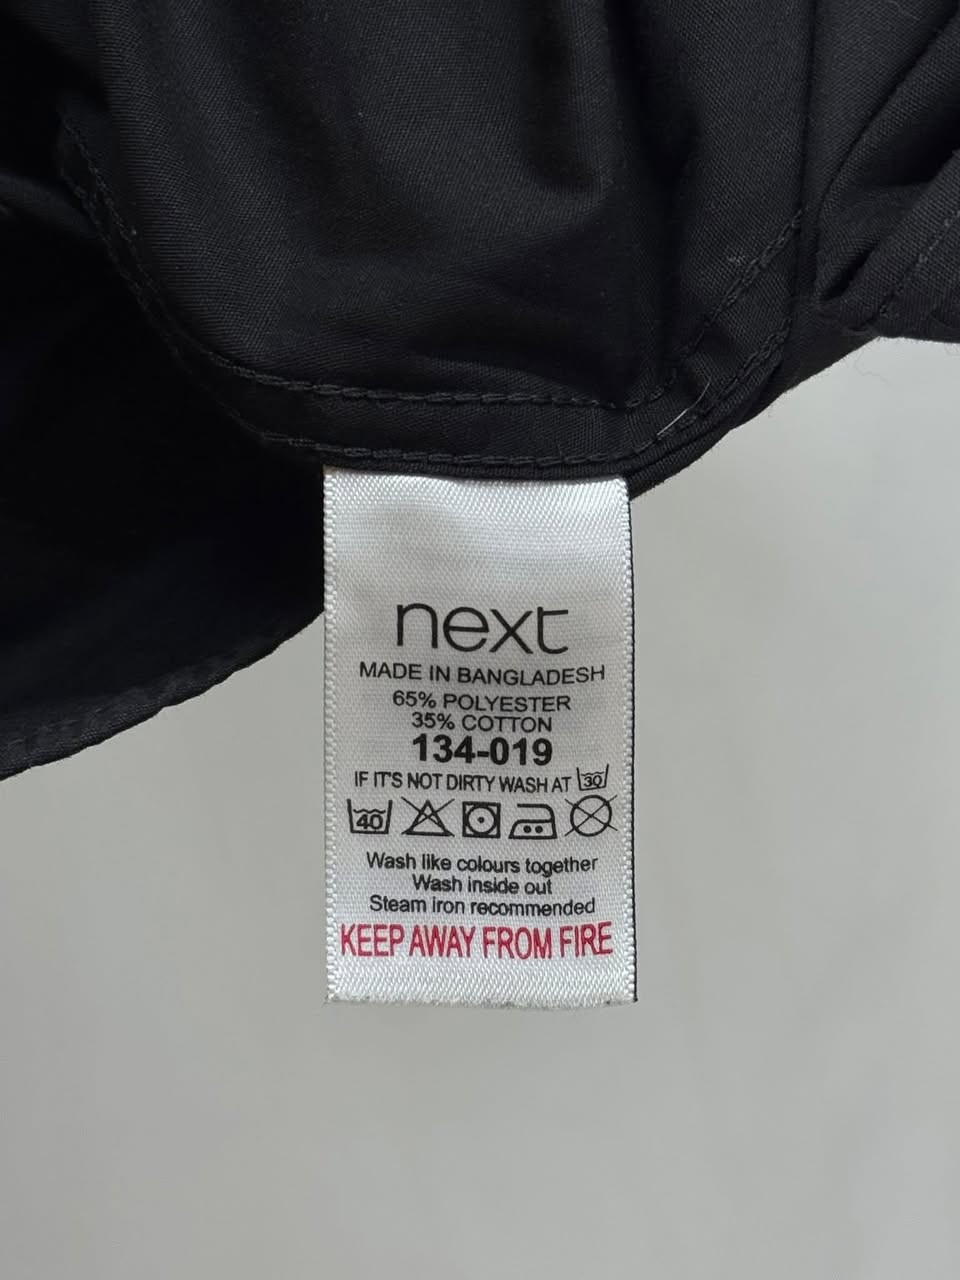 next
MADE IN BANGLADESH
65% POLYESTER
35% COTTON
134-019
IF IT'S NOT DIRTY WASH AT 30
40
Wash like colours together
Wash inside out
Steam iron recommended
KEEP AWAY FROM FIRE